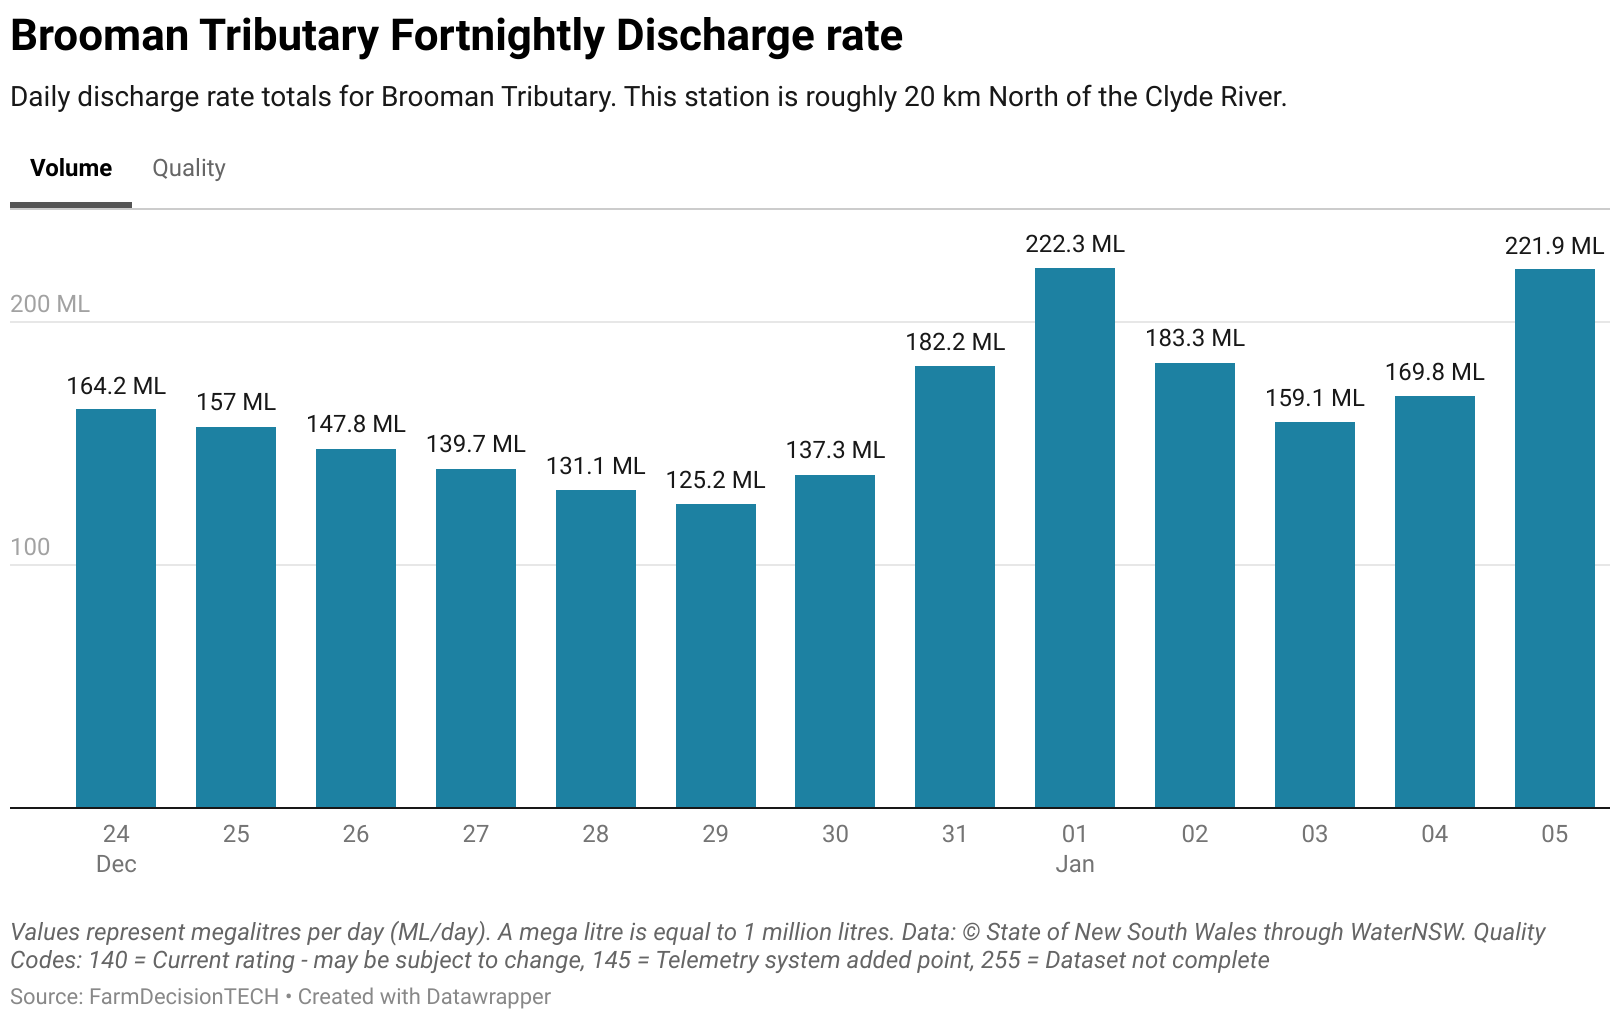 Brooman Tributary Fortnightly Discharge rate
Daily discharge rate totals for Brooman Tributary. This station is roughly 20 km North of the Clyde River.
Volume Quality
222.3 ML 221.9 ML
200 ML
182.2 ML 183.3 ML
164.2 ML 157 ML 147.8 ML 139.7 ML 131.1 ML 125.2 ML 137.3 ML 159.1 ML 169.8 ML
100
24 25 26 27 28 29 30 31 01 02 03 04 05
Dec Jan
Values represent megalitres per day (ML/day). A mega litre is equal to 1 million litres. Data: © State of New South Wales through WaterNSW. Quality
Codes: 140 = Current rating - may be subject to change, 145 = Telemetry system added point, 255 = Dataset not complete
Source: FarmDecisionTECH • Created with Datawrapper